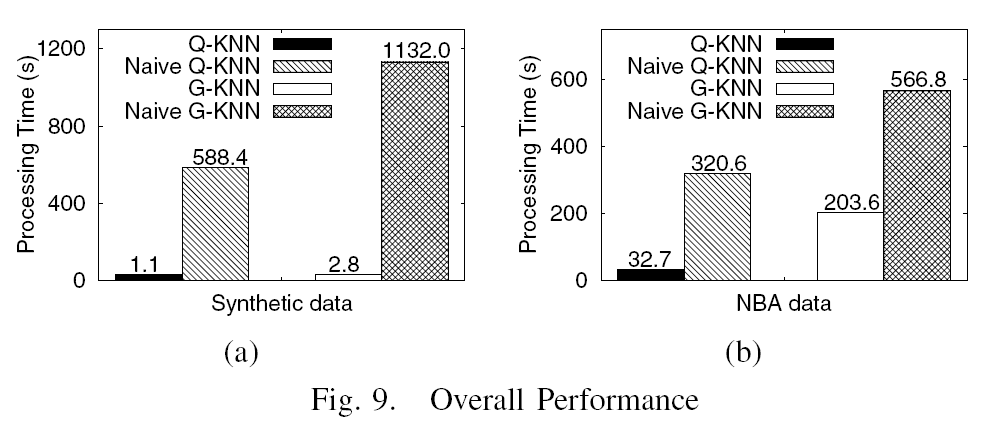 Processing Time (s)
1200
800
400
0
Q-KNN
Naive Q-KNN
G-KNN
Naive G-KNN
1.1
588.4
2.8
1132.0
Synthetic data
(a)
Processing Time (s)
600
400
200
0
Q-KNN
Naive Q-KNN
G-KNN
Naive G-KNN
32.7
320.6
203.6
566.8
NBA data
(b)
Fig. 9. Overall Performance